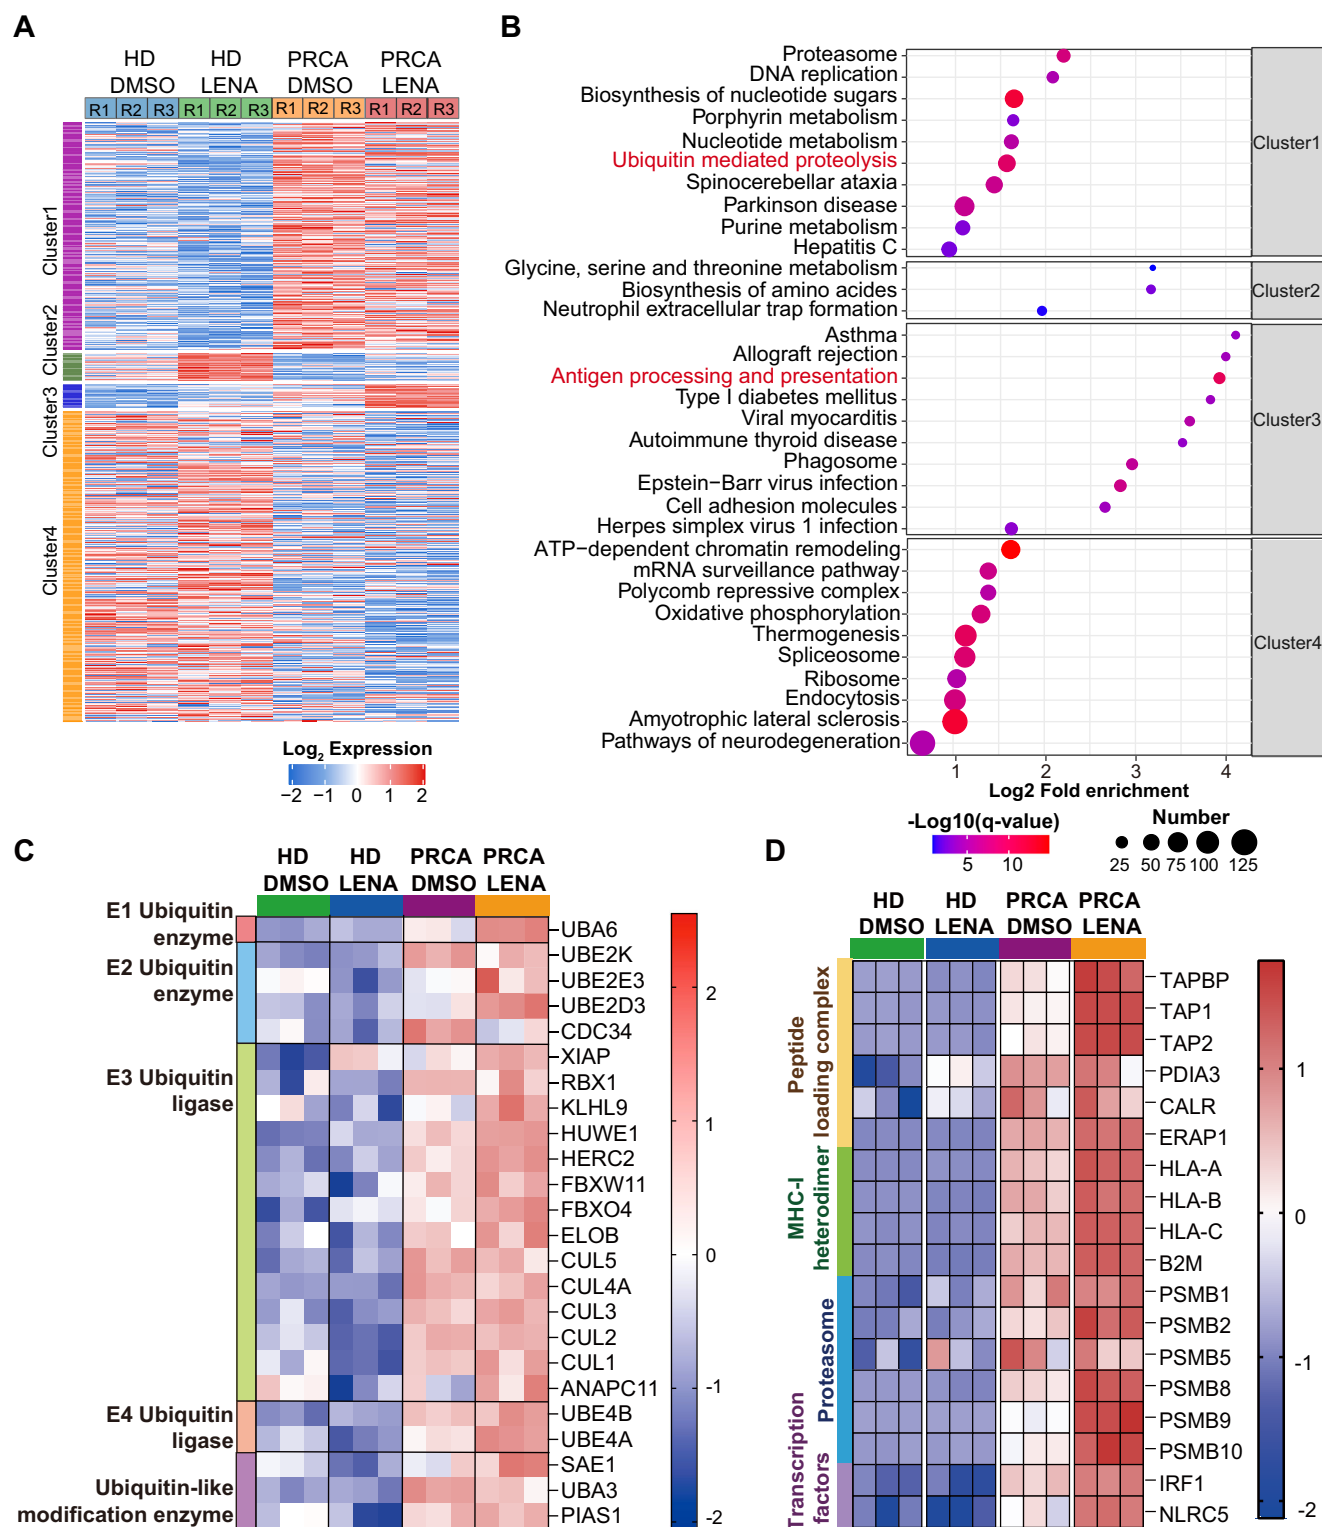 A
HD DMSO
HD LENA
PRCA DMSO
PRCA LENA
R1 R2 R3 R1 R2 R3 R1 R2 R3 R1 R2 R3
Cluster1
Cluster2
Cluster3
Cluster4
Log2 Expression
−2 −1 0 1 2
B
Proteasome
DNA replication
Biosynthesis of nucleotide sugars
Porphyrin metabolism
Nucleotide metabolism
Ubiquitin mediated proteolysis
Spinocerebellar ataxia
Parkinson disease
Purine metabolism
Hepatitis C
Cluster1
Glycine, serine and threonine metabolism
Biosynthesis of amino acides
Neutrophil extracellular trap formation
Cluster2
Asthma
Allograft rejection
Antigen processing and presentation
Type I diabetes mellitus
Viral myocarditis
Autoimmune thyroid disease
Phagosome
Epstein−Barr virus infection
Cell adhesion molecules
Herpes simplex virus 1 infection
Cluster3
ATP−dependent chromatin remodeling
mRNA surveillance pathway
Polycomb repressive complex
Oxidative phosphorylation
Thermogenesis
Spliceosome
Ribosome
Endocytosis
Amyotrophic lateral sclerosis
Pathways of neurodegeneration
Cluster4
1 2 3 4
Log2 Fold enrichment
-Log10(q-value)
5 10
Number
25 50 75 100 125
C
HD DMSO
HD LENA
PRCA DMSO
PRCA LENA
E1 Ubiquitin
enzyme
E2 Ubiquitin
enzyme
E3 Ubiquitin
ligase
E4 Ubiquitin
ligase
Ubiquitin-like
modification enzyme
UBA6
UBE2K
UBE2E3
UBE2D3
CDC34
XIAP
RBX1
KLHL9
HUWE1
HERC2
FBXW11
FBXO4
ELOB
CUL5
CUL4A
CUL3
CUL2
CUL1
ANAPC11
UBE4B
UBE4A
SAE1
UBA3
PIAS1
2
1
0
-1
-2
D
HD DMSO
HD LENA
PRCA DMSO
PRCA LENA
Peptide
loading complex
MHC-I
heterodimer
Proteasome
Transcription
factors
TAPBP
TAP1
TAP2
PDIA3
CALR
ERAP1
HLA-A
HLA-B
HLA-C
B2M
PSMB1
PSMB2
PSMB5
PSMB8
PSMB9
PSMB10
IRF1
NLRC5
1
0
-1
-2